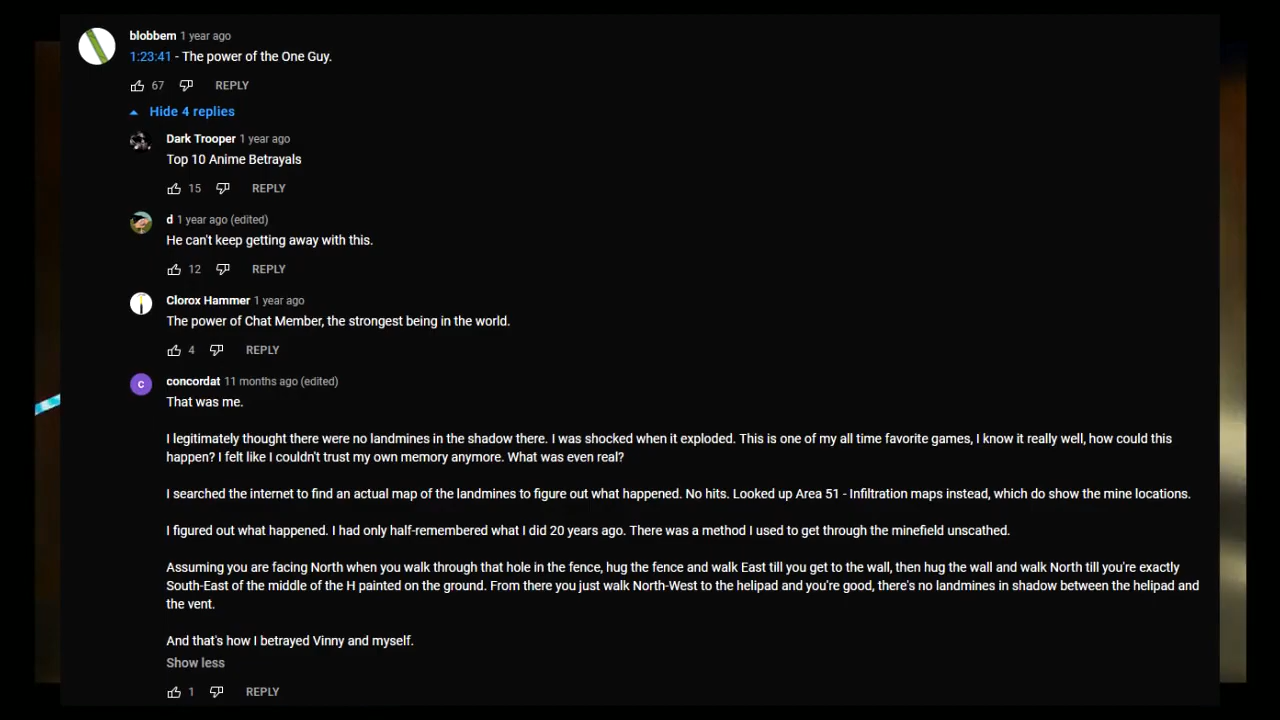 blobbem 1 year ago
1:23:41 - The power of the One Guy.
67 REPLY
Hide 4 replies
Dark Trooper 1 year ago
Top 10 Anime Betrayals
15 REPLY
d 1 year ago (edited)
He can't keep getting away with this.
12 REPLY
Clorox Hammer 1 year ago
The power of Chat Member, the strongest being in the world.
4 REPLY
C
concordat 11 months ago (edited)
That was me.
I legitimately thought there were no landmines in the shadow there. I was shocked when it exploded. This is one of my all time favorite games, I know it really well, how could this
happen? I felt like I couldn't trust my own memory anymore. What was even real?
I searched the internet to find an actual map of the landmines to figure out what happened. No hits. Looked up Area 51 - Infiltration maps instead, which do show the mine locations.
I figured out what happened. I had only half-remembered what I did 20 years ago. There was a method I used to get through the minefield unscathed.
Assuming you are facing North when you walk through that hole in the fence, hug the fence and walk East till you get to the wall, then hug the wall and walk North till you're exactly
South-East of the middle of the H painted on the ground. From there you just walk North-West to the helipad and you're good, there's no landmines in shadow between the helipad and
the vent.
And that's how I betrayed Vinny and myself.
Show less
1 REPLY